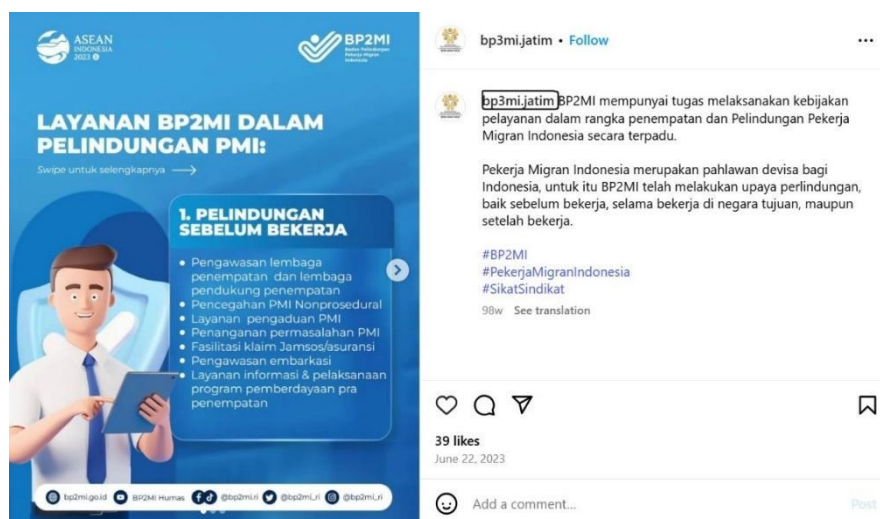 ASEAN
INDONESIA
2023
BP2MI
Badan Pelindungan
Pekerja Migran
Indonesia
LAYANAN BP2MI DALAM
PELINDUNGAN PMI:
Swipe untuk selengkapnya
1. PELINDUNGAN
SEBELUM BEKERJA
• Pengawasan lembaga
penempatan dan lembaga
pendukung penempatan
• Pencegahan PMI Nonprosedural
• Layanan pengaduan PMI
• Penanganan permasalahan PMI
• Fasilitasi klaim Jamsos/asuransi
• Pengawasan embarkasi
• Layanan informasi & pelaksanaan
program pemberdayaan pra
penempatan
bp2mi.go.id BP2MI Humas @bp2mi.ri @bp2mi_ri @bp2mi_ri
bp3mi.jatim • Follow
bp3mi.jatim BP2MI mempunyai tugas melaksanakan kebijakan
pelayanan dalam rangka penempatan dan Pelindungan Pekerja
Migran Indonesia secara terpadu.
Pekerja Migran Indonesia merupakan pahlawan devisa bagi
Indonesia, untuk itu BP2MI telah melakukan upaya perlindungan,
baik sebelum bekerja, selama bekerja di negara tujuan, maupun
setelah bekerja.
#BP2MI
#PekerjaMigranIndonesia
#SikatSindikat
98w See translation
39 likes
June 22, 2023
Add a comment...
Post